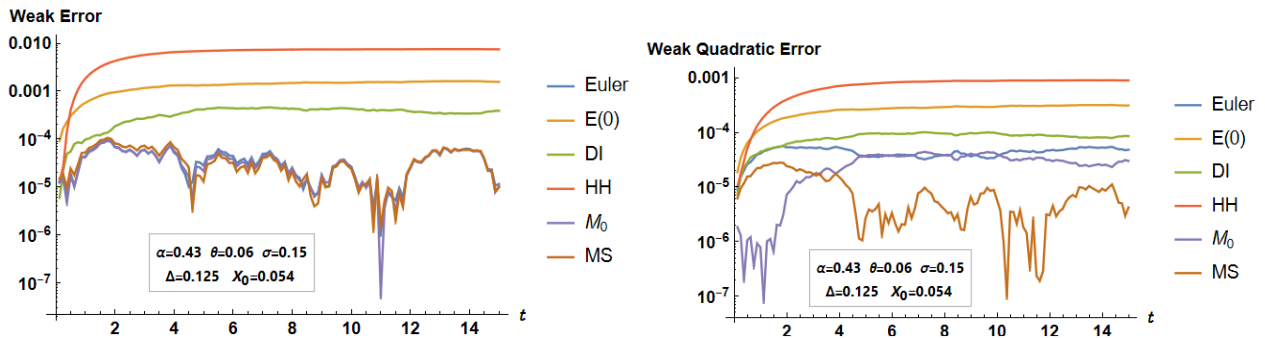 Weak Error
0.010
0.001
10⁻⁴
10⁻⁵
10⁻⁶
10⁻⁷
2 4 6 8 10 12 14 t
α=0.43 θ=0.06 σ=0.15
Δ=0.125 X₀=0.054
Euler
E(0)
DI
HH
M₀
MS
Weak Quadratic Error
0.001
10⁻⁴
10⁻⁵
10⁻⁶
10⁻⁷
2 4 6 8 10 12 14 t
α=0.43 θ=0.06 σ=0.15
Δ=0.125 X₀=0.054
Euler
E(0)
DI
HH
M₀
MS